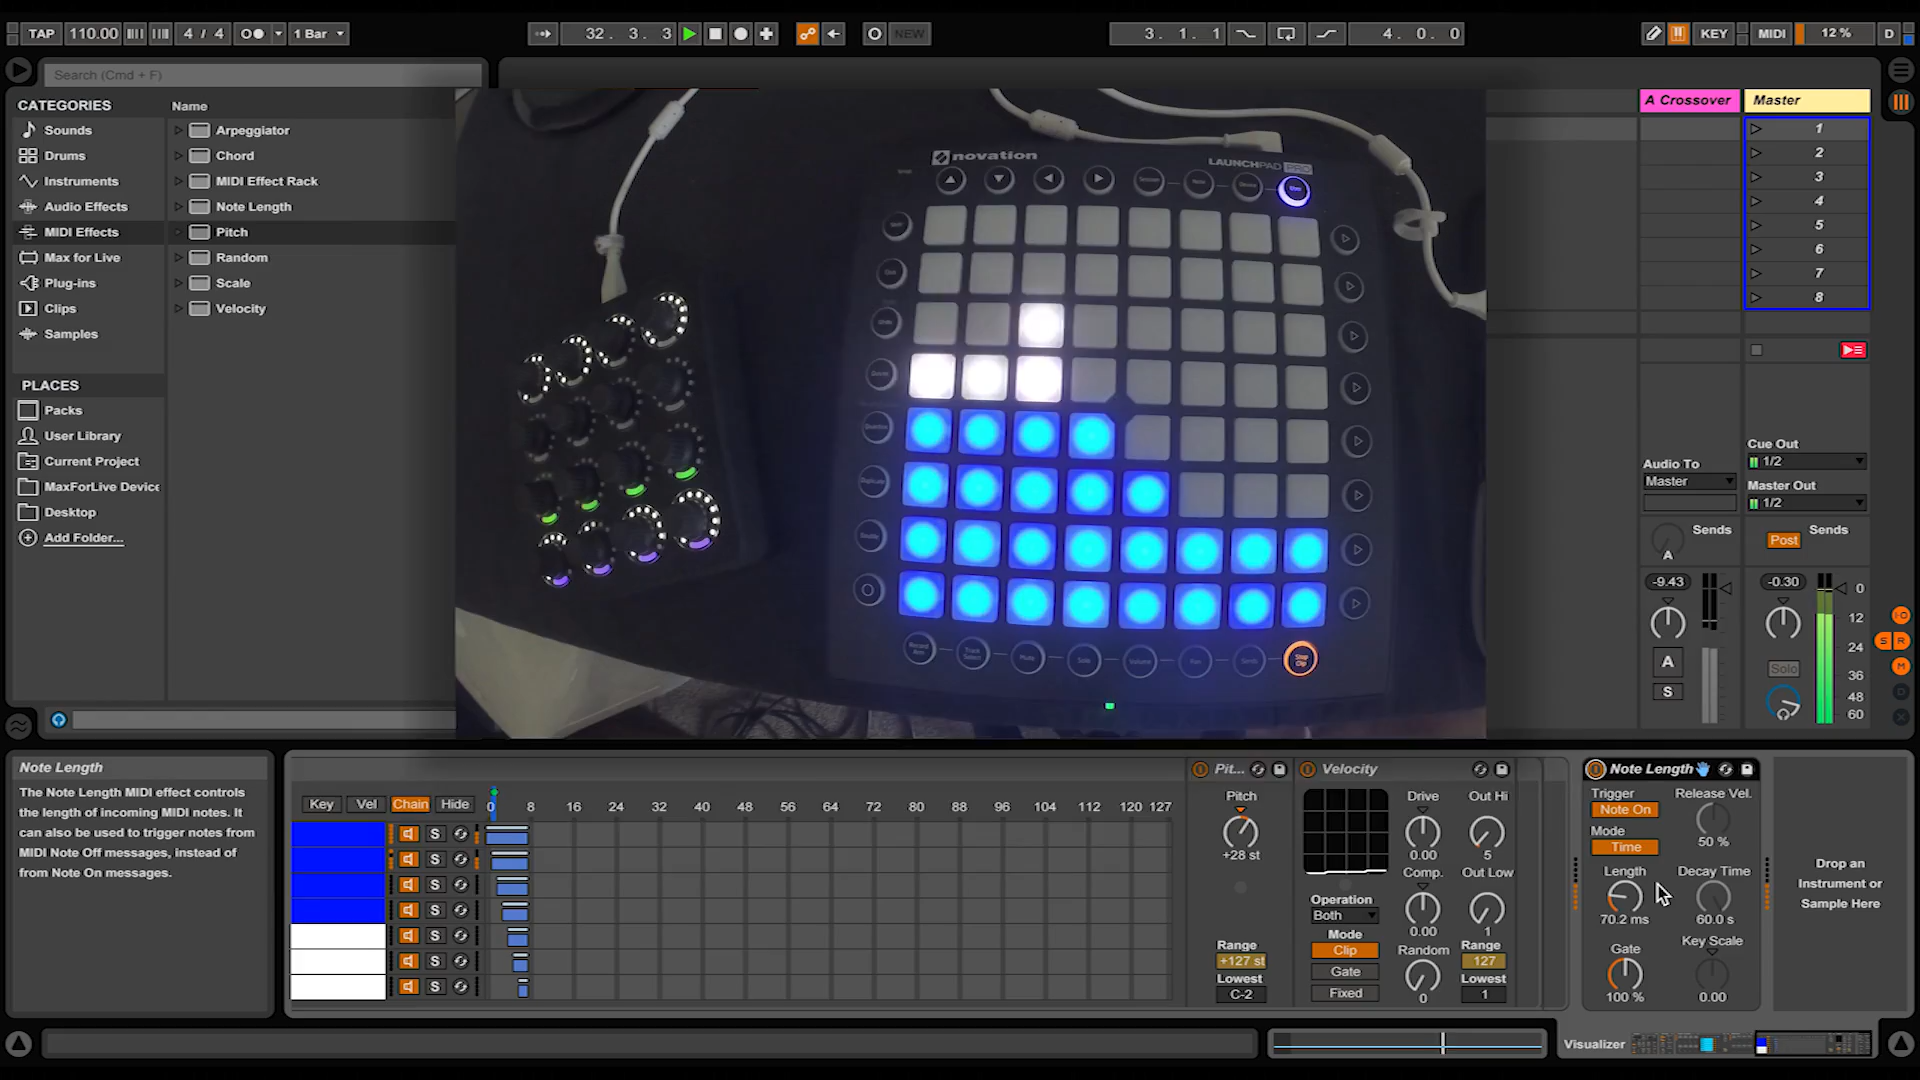 TAP 110.00 4 / 4 1 Bar 32. 3. 3 NEW 3. 1. 1 4. 0. 0 KEY MIDI 12 % D
Search (Cmd + F)
CATEGORIES
Sounds
Drums
Instruments
Audio Effects
MIDI Effects
Max for Live
Plug-ins
Clips
Samples
PLACES
Packs
User Library
Current Project
MaxForLive Device
Desktop
Add Folder...
Name
Arpeggiator
Chord
MIDI Effect Rack
Note Length
Pitch
Random
Scale
Velocity
novation
LAUNCHPAD PRO
A Crossover
Master
1
2
3
4
5
6
7
8
Audio To
Master
Cue Out
1/2
Master Out
1/2
Sends
A
Sends
Post
-9.43
-0.30
0
12
24
36
48
60
A
S
Solo
I-O
S R
M
D
X
Note Length
The Note Length MIDI effect controls
the length of incoming MIDI notes. It
can also be used to trigger notes from
MIDI Note Off messages, instead of
from Note On messages.
Key Vel Chain Hide 0 8 16 24 32 40 48 56 64 72 80 88 96 104 112 120 127
S
S
S
S
S
S
S
Pit...
Pitch
+28 st
Range
+127 st
Lowest
C-2
Velocity
Operation
Both
Mode
Clip
Gate
Fixed
Drive
0.00
Comp.
0.00
Random
0
Out Hi
5
Out Low
1
Range
127
Lowest
1
Note Length
Trigger
Note On
Mode
Time
Length
70.2 ms
Gate
100 %
Release Vel.
50 %
Decay Time
60.0 s
Key Scale
0.00
Drop an
Instrument or
Sample Here
Visualizer